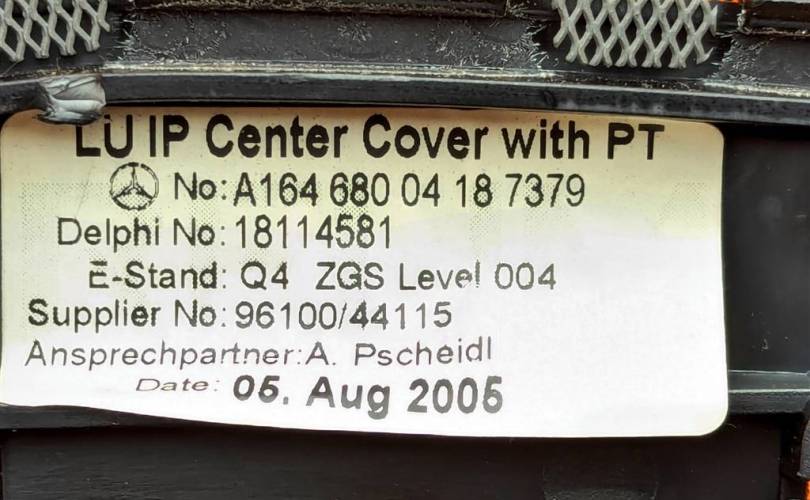 LU IP Center Cover with PT
No: A164 680 04 18 7379
Delphi No: 18114581
E-Stand: Q4 ZGS Level 004
Supplier No: 96100/44115
Ansprechpartner: A. Pscheidl
Date: 05. Aug 2005